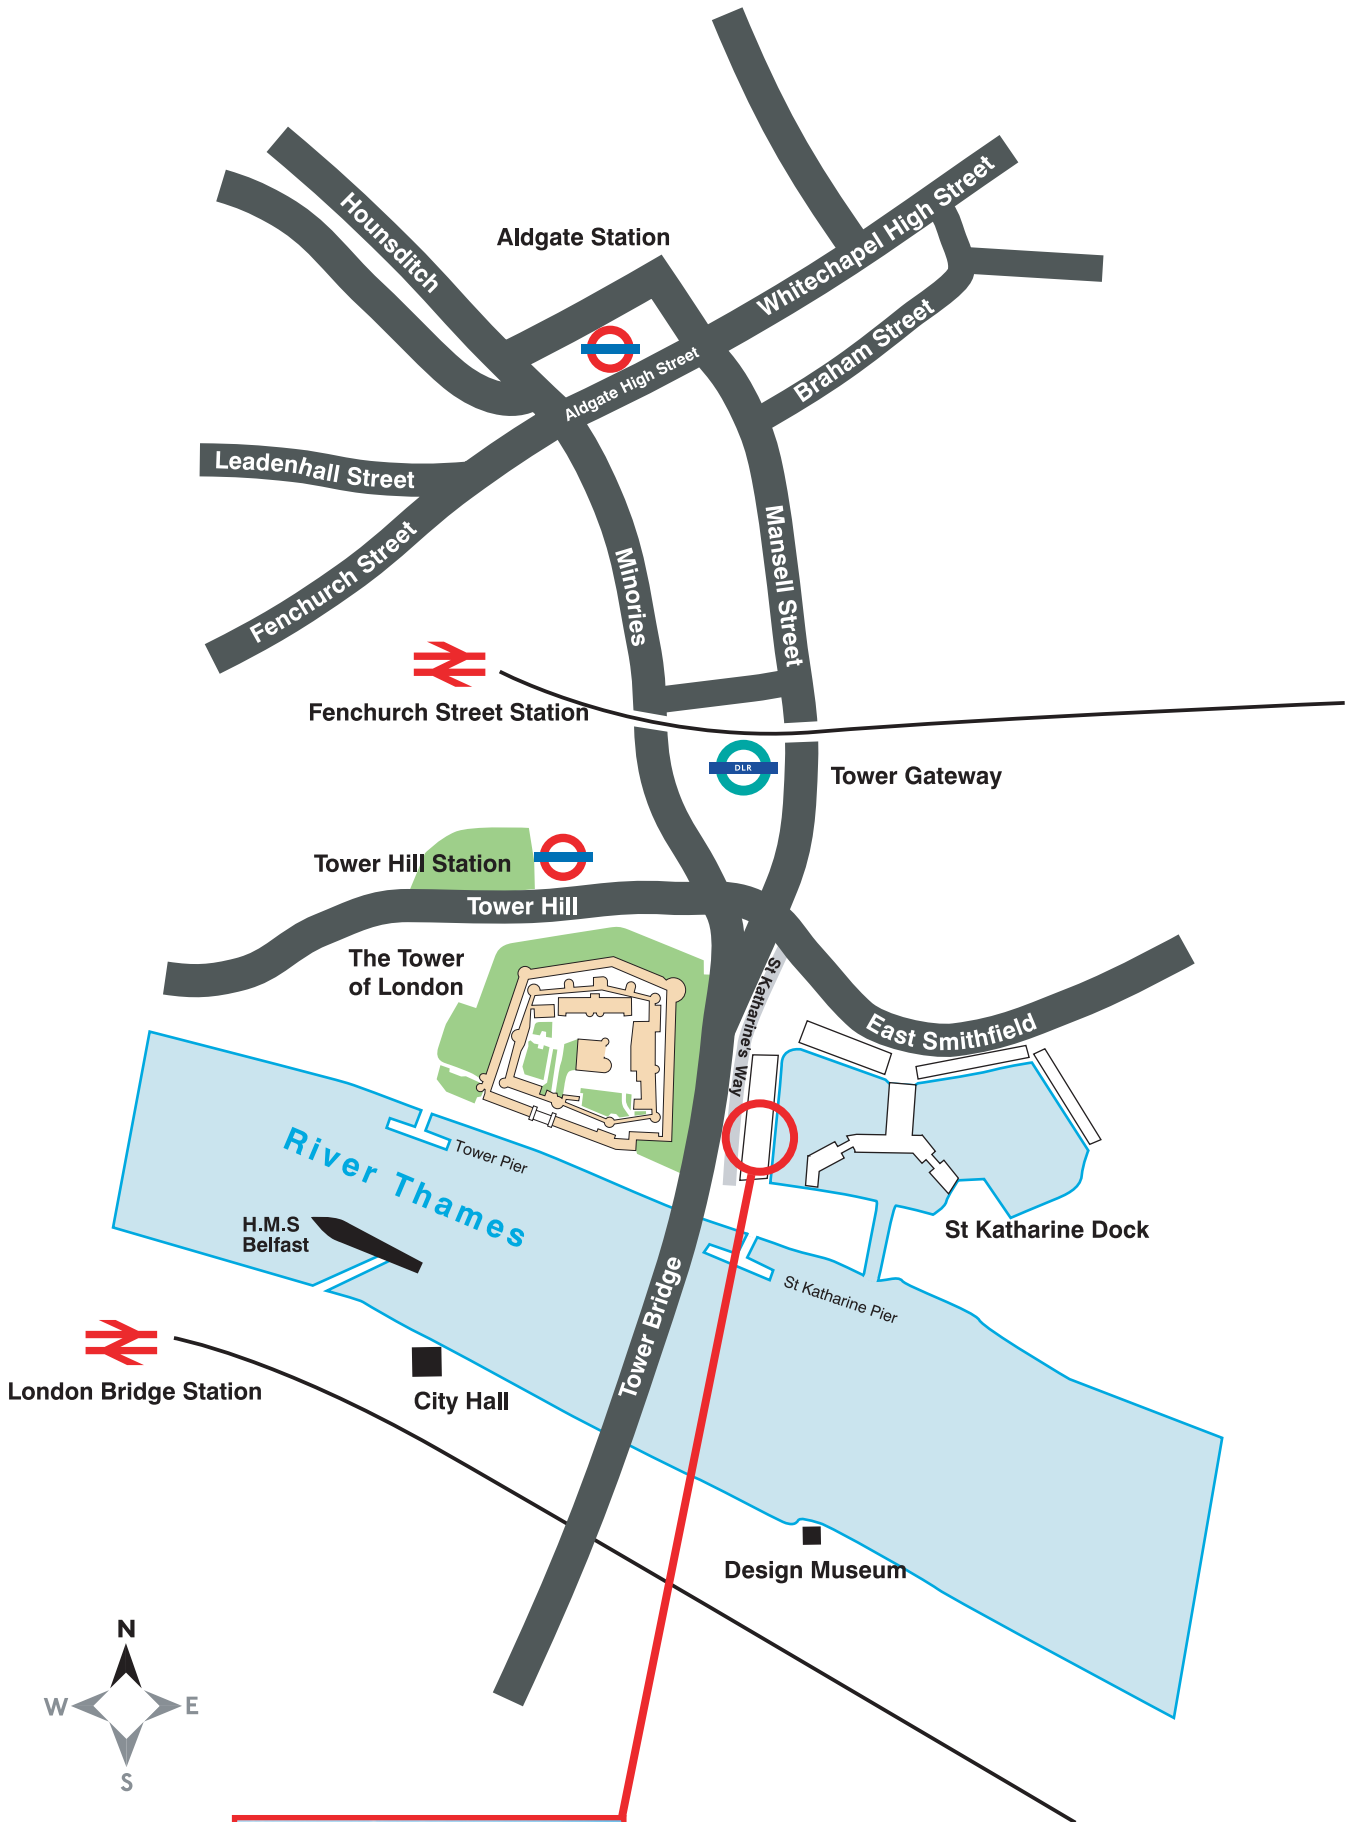 Hounsditch
Aldgate Station
Whitechapel High Street
Aldgate High Street
Braham Street
Leadenhall Street
Fenchurch Street
Minories
Mansell Street
Fenchurch Street Station
DLR
Tower Gateway
Tower Hill Station
Tower Hill
The Tower
of London
St Katharine's Way
East Smithfield
River Thames
Tower Pier
H.M.S
Belfast
St Katharine Dock
St Katharine Pier
Tower Bridge
London Bridge Station
City Hall
Design Museum
N
W
E
S